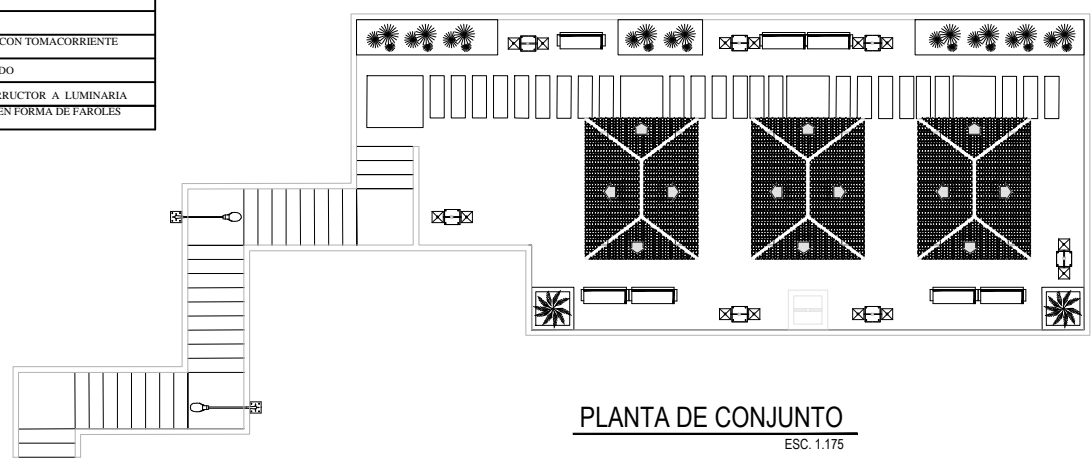 CON TOMACORRIENTE
DO
RRUCTOR A LUMINARIA
EN FORMA DE FAROLES
PLANTA DE CONJUNTO
ESC. 1.175